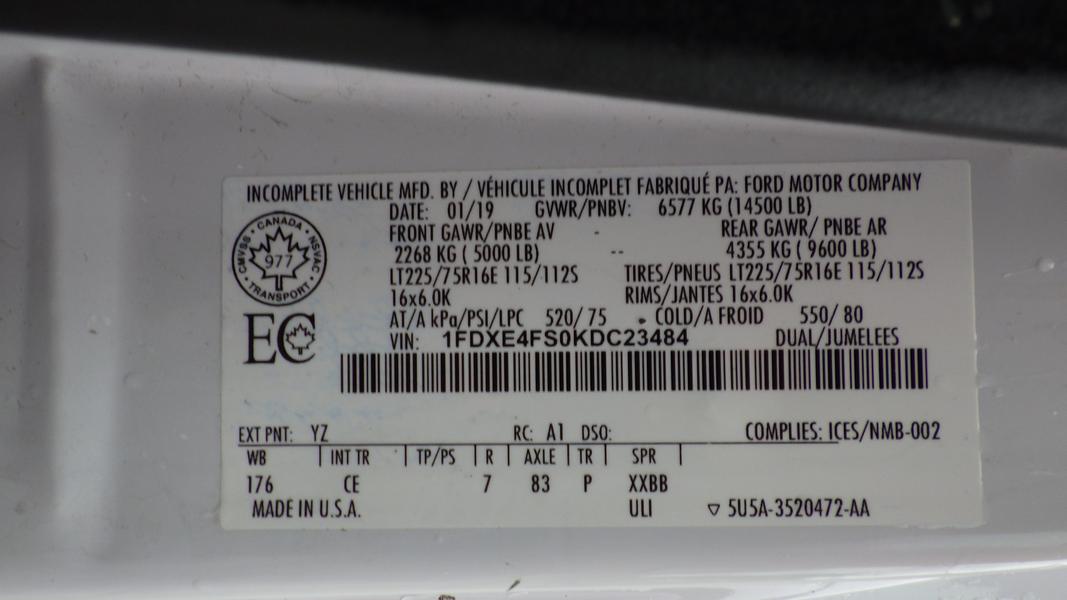 INCOMPLETE VEHICLE MFD. BY / VÉHICULE INCOMPLET FABRIQUÉ PA: FORD MOTOR COMPANY
DATE: 01/19 GVWR/PNBV: 6577 KG (14500 LB)
FRONT GAWR/PNBE AV - REAR GAWR/ PNBE AR
2268 KG ( 5000 LB) -- 4355 KG ( 9600 LB)
LT225/75R16E 115/112S TIRES/PNEUS LT225/75R16E 115/112S
16x6.0K RIMS/JANTES 16x6.0K
AT/A kPa/PSI/LPC 520/ 75 - COLD/A FROID 550/ 80
VIN: 1FDXE4FS0KDC23484 DUAL/JUMELEES
CANADA
CMVSS 977 NSVAC
TRANSPORT
EC
EXT PNT: YZ RC: A1 DSO: COMPLIES: ICES/NMB-002
WB | INT TR | TP/PS | R | AXLE | TR | SPR |
176 CE 7 83 P XXBB
MADE IN U.S.A. ULI ▽ 5U5A-3520472-AA